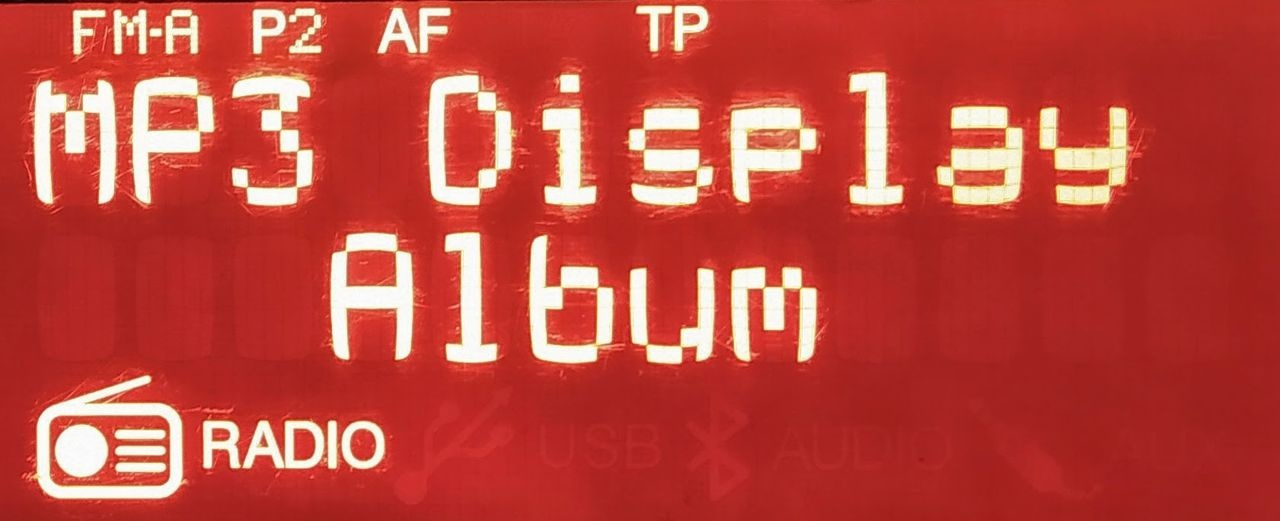 FM-A P2 AF TP
MP3 Display
Album
RADIO USB AUDIO AUX